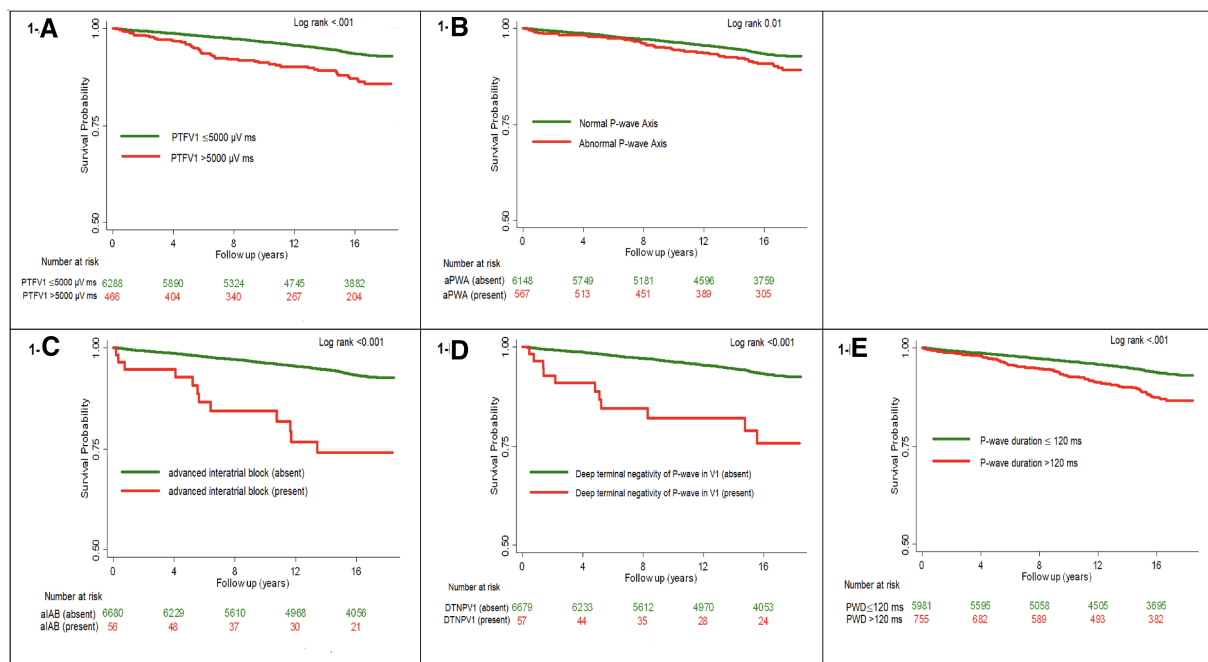 1-A
Log rank <.001
1.00
0.75
0.50
Survival Probability
PTFV1 ≤5000 µV ms
PTFV1 >5000 µV ms
0 4 8 12 16
Follow up (years)
Number at risk
PTFV1 ≤5000 µV ms 6288 5890 5324 4745 3882
PTFV1 >5000 µV ms 466 404 340 267 204
1-B
Log rank 0.01
1.00
0.75
0.50
Survival Probability
Normal P-wave Axis
Abnormal P-wave Axis
0 4 8 12 16
Follow up (years)
Number at risk
aPWA (absent) 6148 5749 5181 4596 3759
aPWA (present) 567 513 451 389 305
1-C
Log rank <0.001
1.00
0.75
0.50
Survival Probability
advanced interatrial block (absent)
advanced interatrial block (present)
0 4 8 12 16
Follow up (years)
Number at risk
aIAB (absent) 6680 6229 5610 4968 4056
aIAB (present) 56 48 37 30 21
1-D
Log rank <0.001
1.00
0.75
0.50
Survival Probability
Deep terminal negativity of P-wave in V1 (absent)
Deep terminal negativity of P-wave in V1 (present)
0 4 8 12 16
Follow up (years)
Number at risk
DTNPV1 (absent) 6679 6233 5612 4970 4053
DTNPV1 (present) 57 44 35 28 24
1-E
Log rank <.001
1.00
0.75
0.50
Survival Probability
P-wave duration ≤ 120 ms
P-wave duration >120 ms
0 4 8 12 16
Follow up (years)
Number at risk
PWD ≤120 ms 5981 5595 5058 4505 3695
PWD >120 ms 755 682 589 493 382